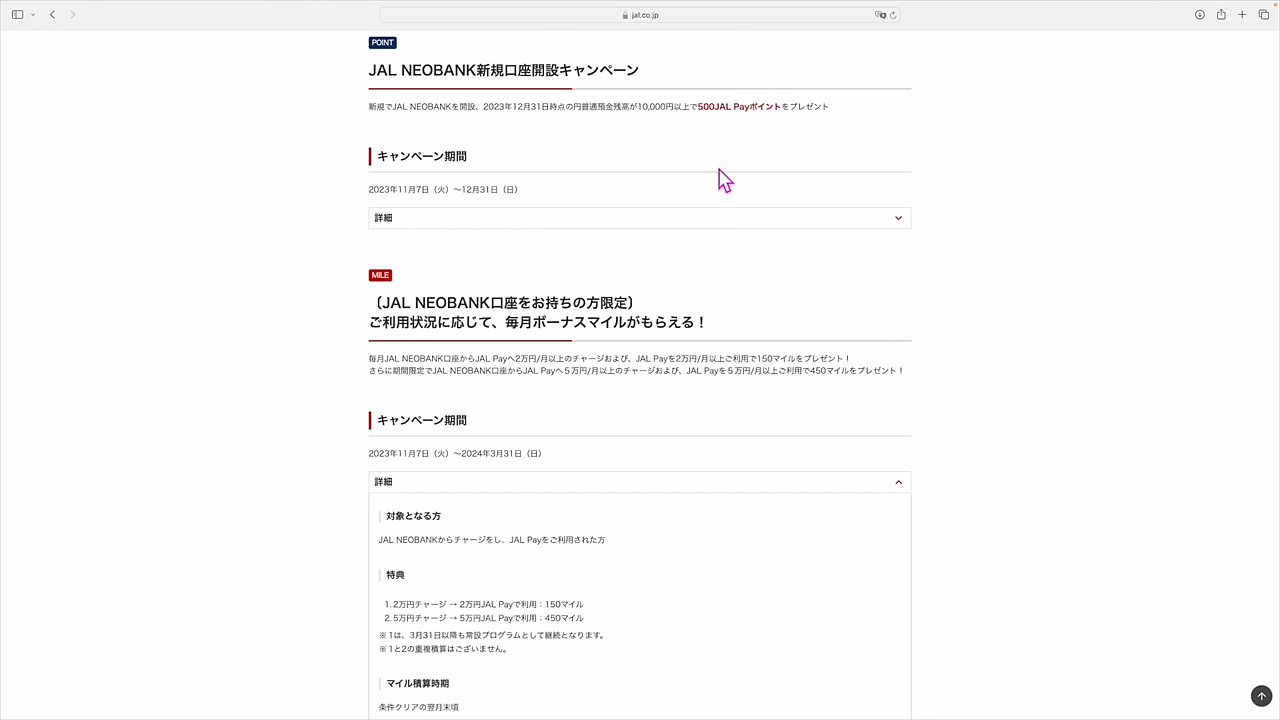 jal.co.jp
POINT
JAL NEOBANK新規口座開設キャンペーン
新規でJAL NEOBANKを開設、2023年12月31日時点の円普通預金残高が10,000円以上で500JAL Payポイントをプレゼント
キャンペーン期間
2023年11月7日（火）〜12月31日（日）
詳細
MILE
〔JAL NEOBANK口座をお持ちの方限定〕
ご利用状況に応じて、毎月ボーナスマイルがもらえる！
毎月JAL NEOBANK口座からJAL Payへ2万円/月以上のチャージおよび、JAL Payを2万円/月以上ご利用で150マイルをプレゼント！
さらに期間限定でJAL NEOBANK口座からJAL Payへ５万円/月以上のチャージおよび、JAL Payを５万円/月以上ご利用で450マイルをプレゼント！
キャンペーン期間
2023年11月7日（火）〜2024年3月31日（日）
詳細
対象となる方
JAL NEOBANKからチャージをし、JAL Payをご利用された方
特典
1. 2万円チャージ → 2万円JAL Payで利用：150マイル
2. 5万円チャージ → 5万円JAL Payで利用：450マイル
※ 1は、3月31日以降も常設プログラムとして継続となります。
※ 1と2の重複積算はございません。
マイル積算時期
条件クリアの翌月末頃